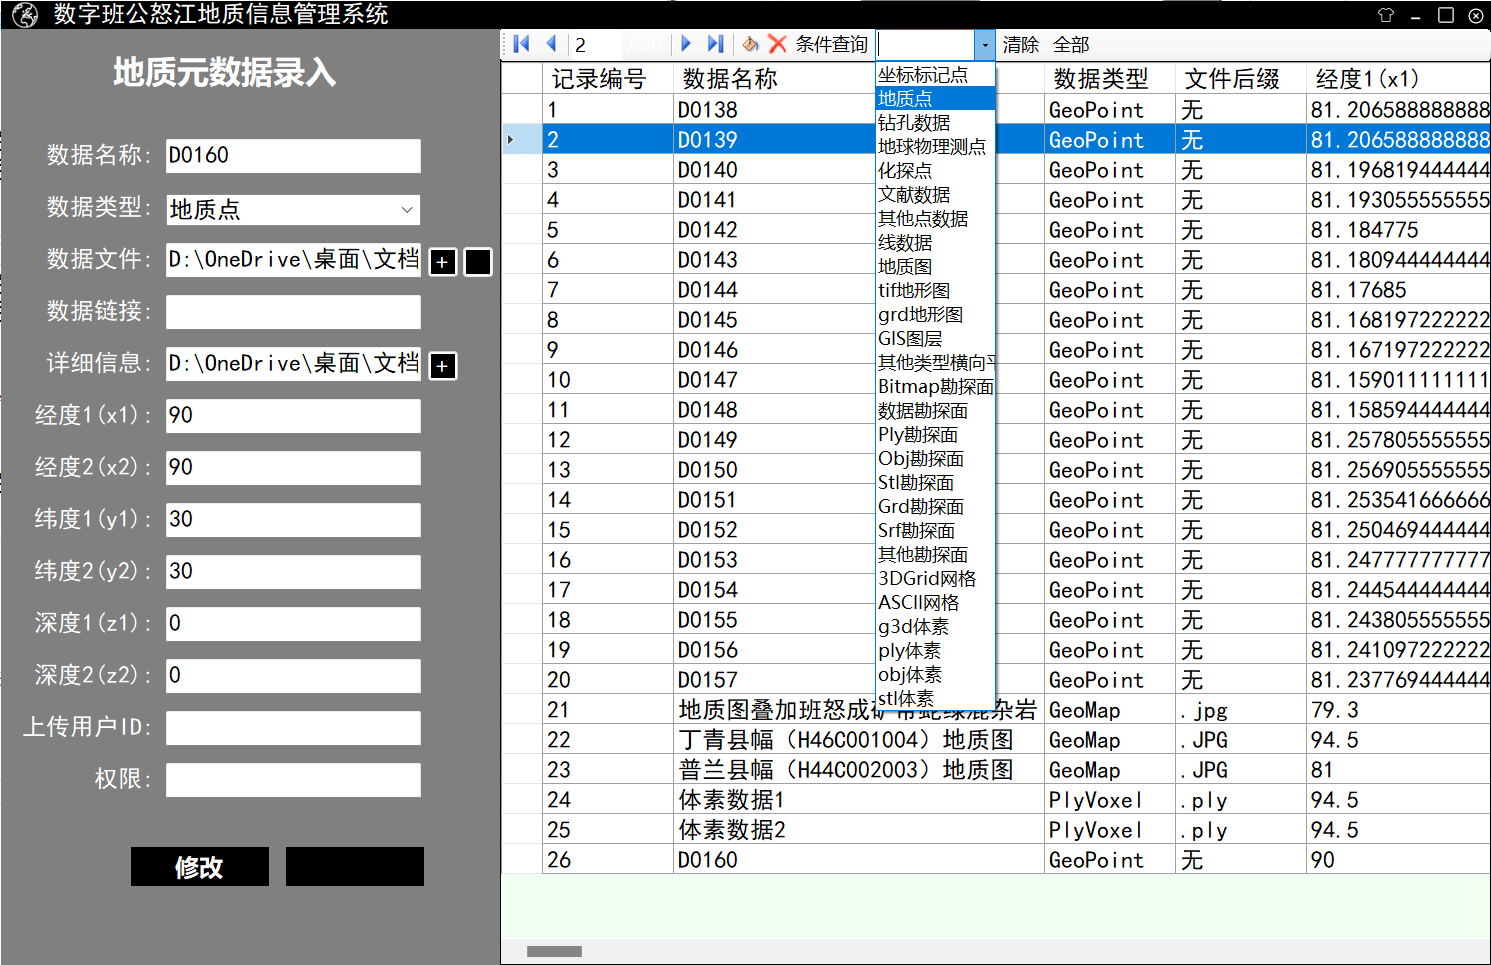 数字班公怒江地质信息管理系统
地质元数据录入
数据名称: D0160
数据类型: 地质点
数据文件: D:\OneDrive\桌面\文档 +
数据链接:
详细信息: D:\OneDrive\桌面\文档 +
经度1(x1): 90
经度2(x2): 90
纬度1(y1): 30
纬度2(y2): 30
深度1(z1): 0
深度2(z2): 0
上传用户ID:
权限:
修改
2 / 26 条件查询 清除 全部
坐标标记点
地质点
钻孔数据
地球物理测点
化探点
文献数据
其他点数据
线数据
地质图
tif地形图
grd地形图
GIS图层
其他类型横向平
Bitmap勘探面
数据勘探面
Ply勘探面
Obj勘探面
Stl勘探面
Grd勘探面
Srf勘探面
其他勘探面
3DGrid网格
ASCII网格
g3d体素
ply体素
obj体素
stl体素
记录编号 数据名称 数据类型 文件后缀 经度1(x1)
1 D0138 GeoPoint 无 81.206588888888
2 D0139 GeoPoint 无 81.206588888888
3 D0140 GeoPoint 无 81.196819444444
4 D0141 GeoPoint 无 81.193055555555
5 D0142 GeoPoint 无 81.184775
6 D0143 GeoPoint 无 81.180944444444
7 D0144 GeoPoint 无 81.17685
8 D0145 GeoPoint 无 81.168197222222
9 D0146 GeoPoint 无 81.167197222222
10 D0147 GeoPoint 无 81.159011111111
11 D0148 GeoPoint 无 81.158594444444
12 D0149 GeoPoint 无 81.257805555555
13 D0150 GeoPoint 无 81.256905555555
14 D0151 GeoPoint 无 81.253541666666
15 D0152 GeoPoint 无 81.250469444444
16 D0153 GeoPoint 无 81.247777777777
17 D0154 GeoPoint 无 81.244544444444
18 D0155 GeoPoint 无 81.243805555555
19 D0156 GeoPoint 无 81.241097222222
20 D0157 GeoPoint 无 81.237769444444
21 地质图叠加班怒成矿带蛇绿混杂岩 GeoMap .jpg 79.3
22 丁青县幅（H46C001004）地质图 GeoMap .JPG 94.5
23 普兰县幅（H44C002003）地质图 GeoMap .JPG 81
24 体素数据1 PlyVoxel .ply 94.5
25 体素数据2 PlyVoxel .ply 94.5
26 D0160 GeoPoint 无 90